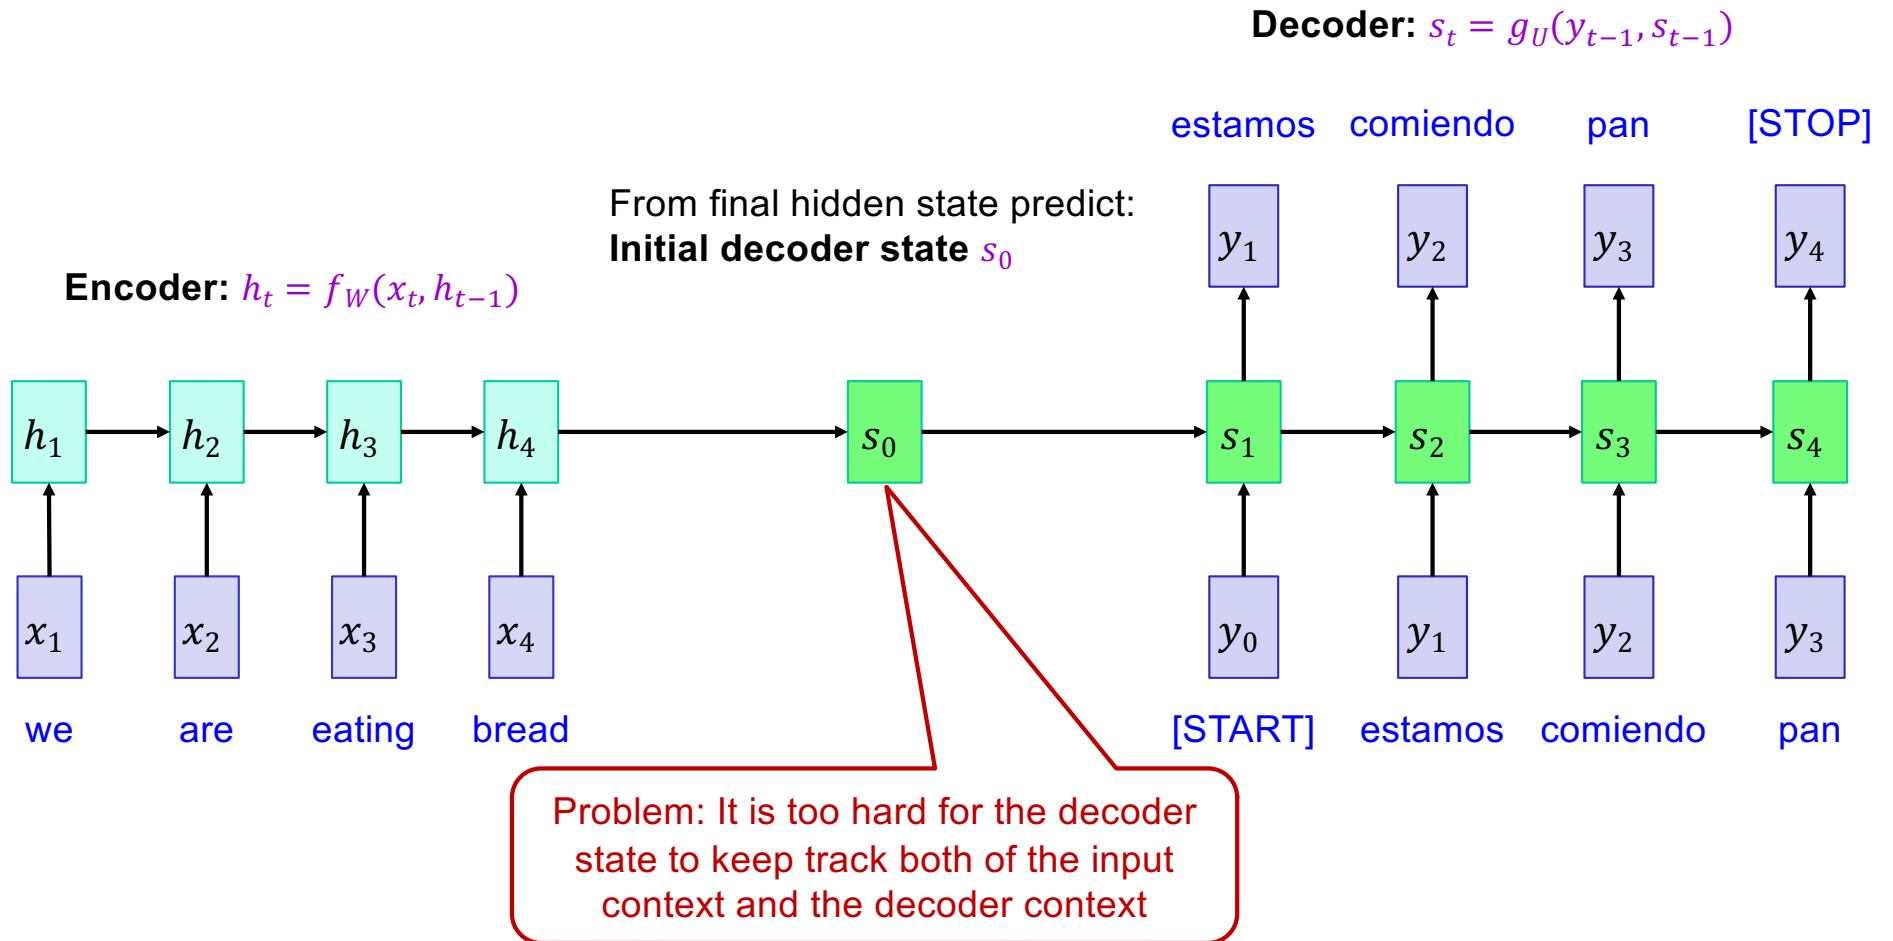 Decoder: s_t = g_U(y_{t−1}, s_{t−1})
estamos comiendo pan [STOP]
From final hidden state predict:
Initial decoder state s_0
y_1 y_2 y_3 y_4
Encoder: h_t = f_W(x_t, h_{t−1})
h_1 h_2 h_3 h_4 s_0 s_1 s_2 s_3 s_4
x_1 x_2 x_3 x_4 y_0 y_1 y_2 y_3
we are eating bread [START] estamos comiendo pan
Problem: It is too hard for the decoder
state to keep track both of the input
context and the decoder context